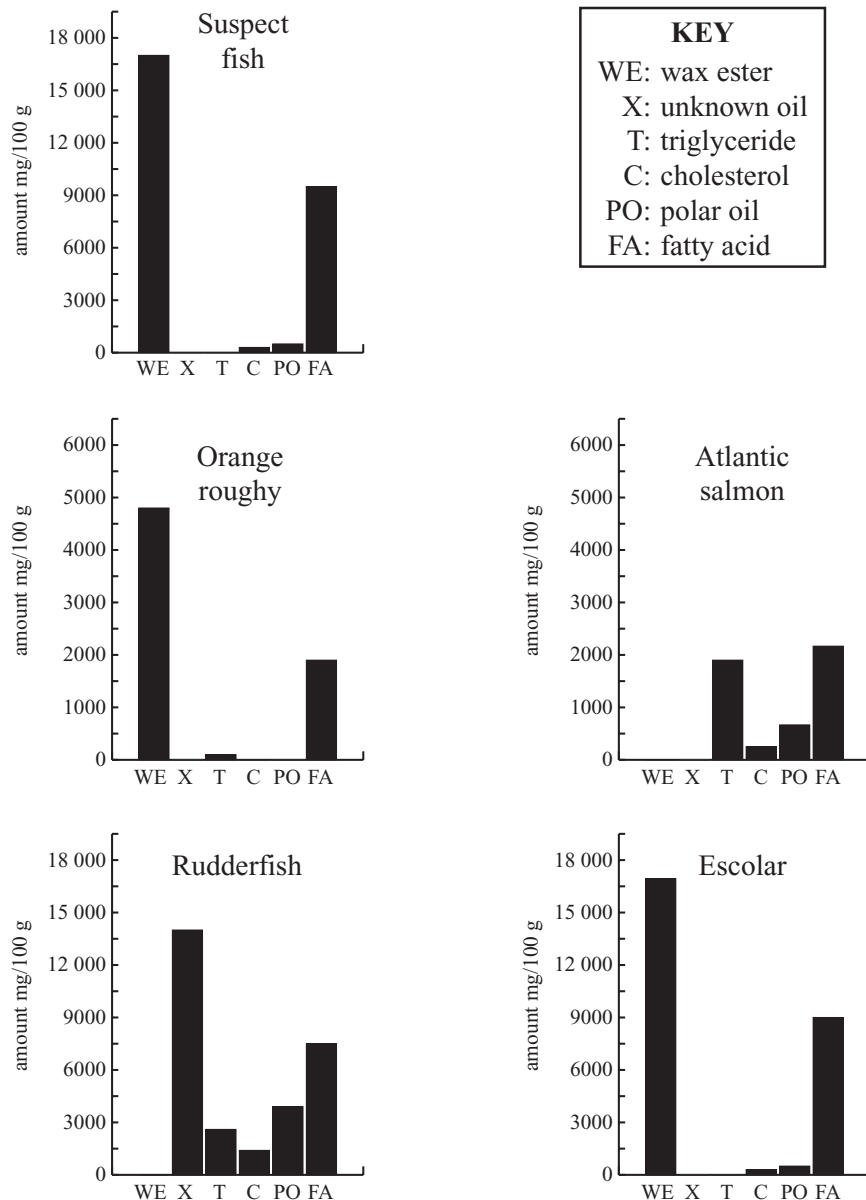 Suspect
fish
18 000
15 000
12 000
9000
6000
3000
0
amount mg/100 g
WE X T C PO FA
KEY
WE: wax ester
X: unknown oil
T: triglyceride
C: cholesterol
PO: polar oil
FA: fatty acid
Orange
roughy
6000
5000
4000
3000
2000
1000
0
amount mg/100 g
WE X T C PO FA
Atlantic
salmon
6000
5000
4000
3000
2000
1000
0
amount mg/100 g
WE X T C PO FA
Rudderfish
18 000
15 000
12 000
9000
6000
3000
0
amount mg/100 g
WE X T C PO FA
Escolar
18 000
15 000
12 000
9000
6000
3000
0
amount mg/100 g
WE X T C PO FA